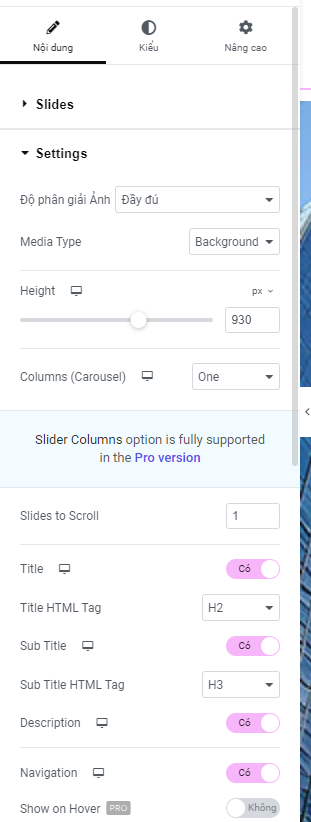 Nội dung Kiểu Nâng cao
Slides
Settings
Độ phân giải Ảnh Đầy đủ
Media Type Background
Height px
930
Columns (Carousel) One
Slider Columns option is fully supported
in the Pro version
Slides to Scroll 1
Title Có
Title HTML Tag H2
Sub Title Có
Sub Title HTML Tag H3
Description Có
Navigation Có
Show on Hover PRO Không